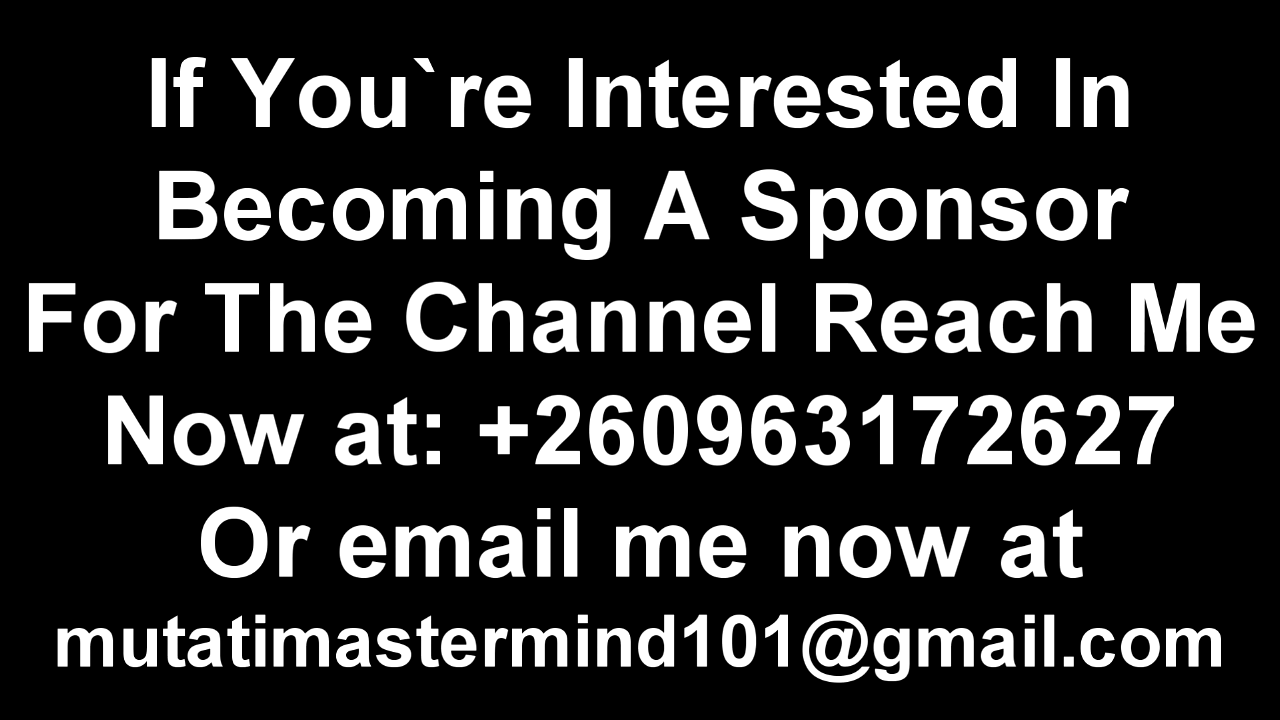 If You`re Interested In
Becoming A Sponsor
For The Channel Reach Me
Now at: +260963172627
Or email me now at
mutatimastermind101@gmail.com